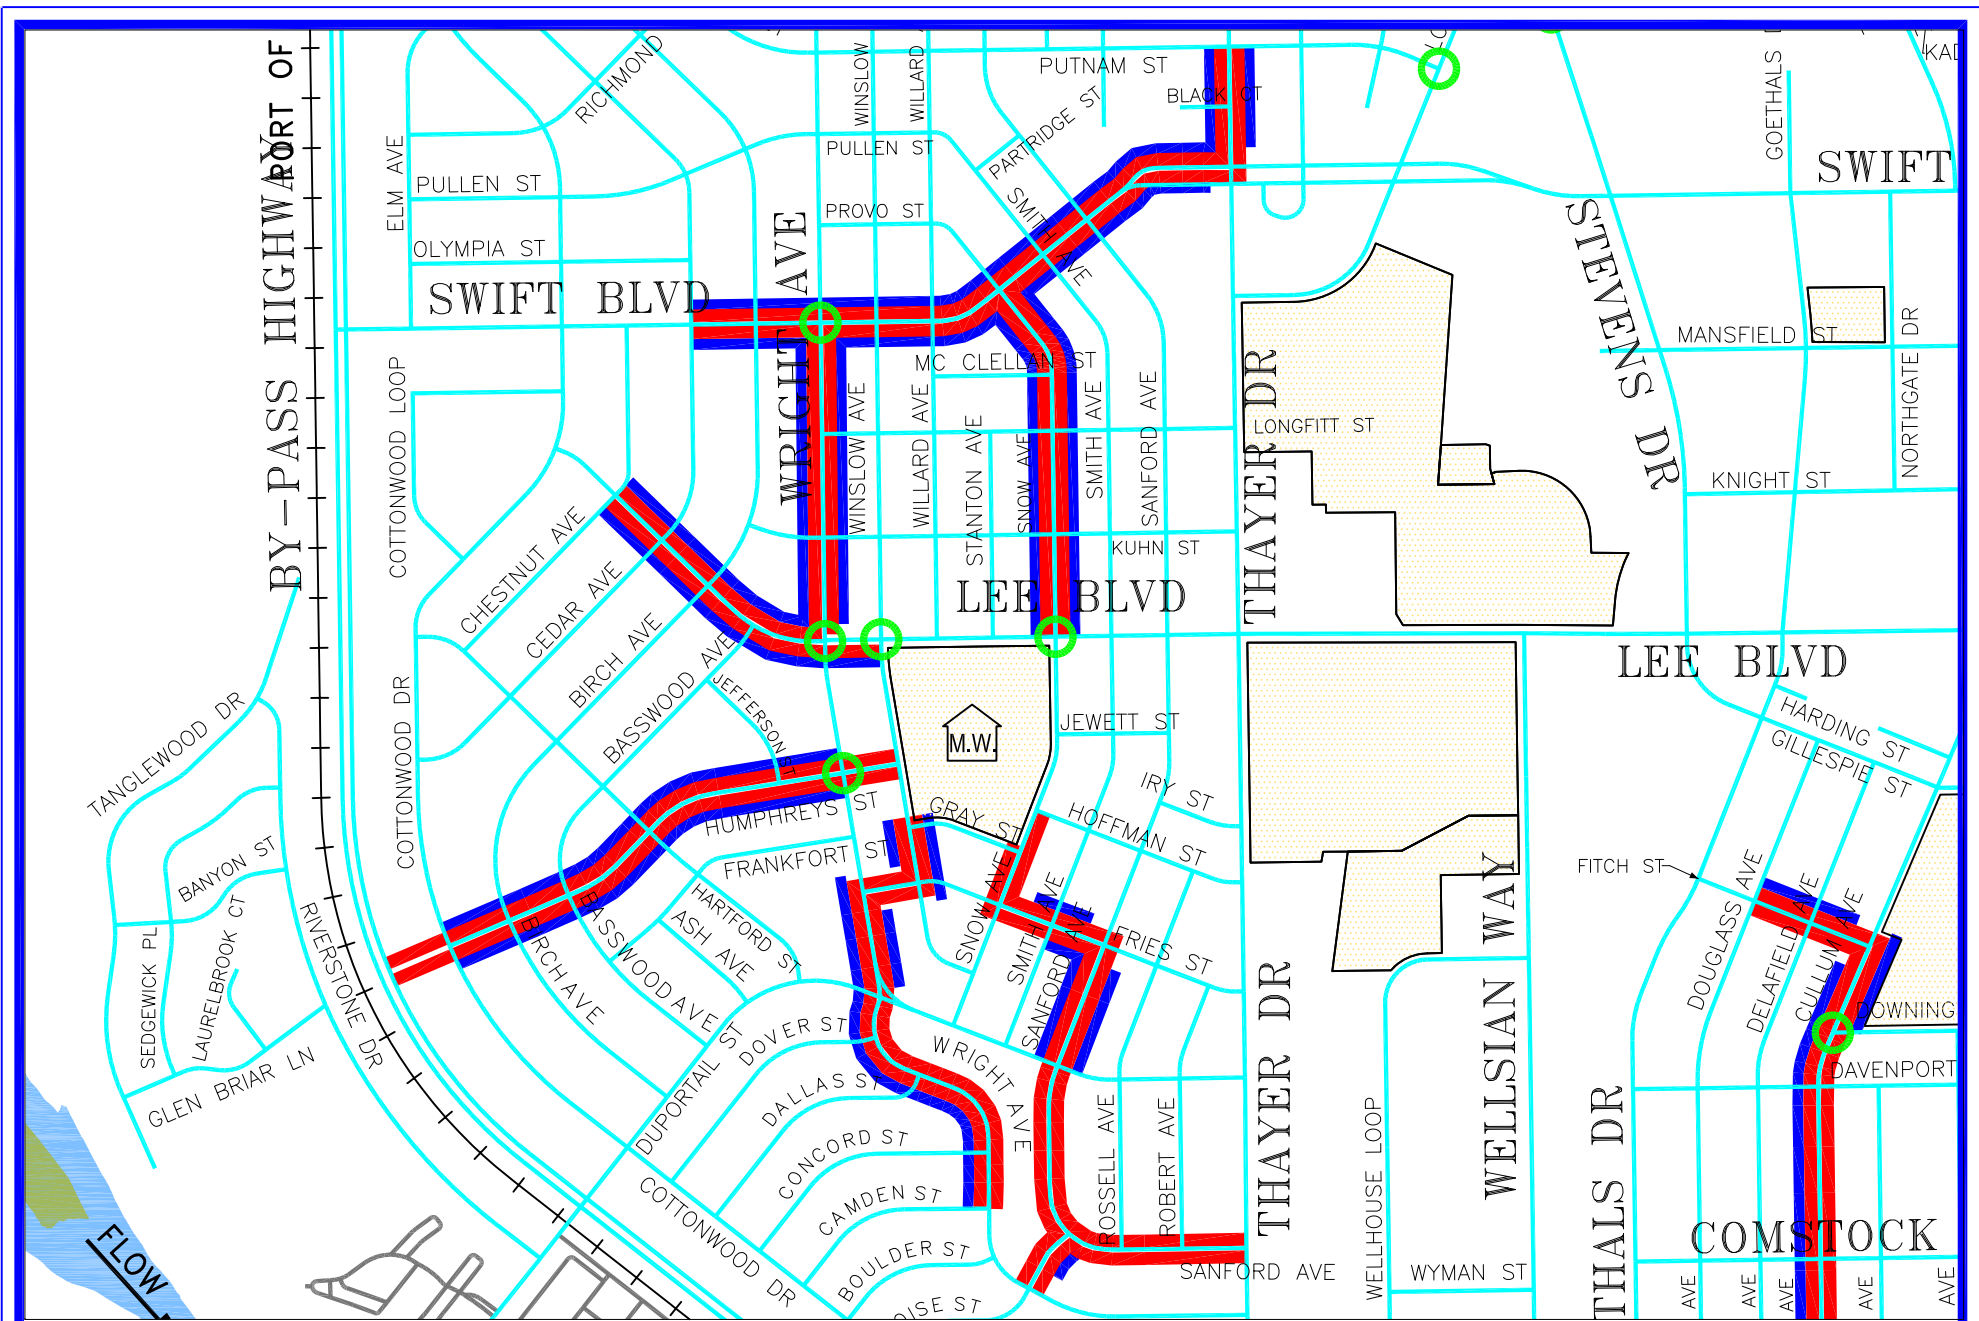 PORT OF
BY-PASS HIGHWAY
RICHMOND
WINSLOW
WILLARD
PUTNAM ST
BLACK CT
PARTRIDGE ST
GOETHALS
SWIFT
ELM AVE
PULLEN ST
PULLEN ST
PROVO ST
SMITH AVE
OLYMPIA ST
SWIFT BLVD
WRIGHT AVE
STEVENS DR
MANSFIELD ST
NORTHGATE DR
MC CLELLAN ST
COTTONWOOD LOOP
WINSLOW AVE
WILLARD AVE
STANTON AVE
SNOW AVE
SMITH AVE
SANFORD AVE
THAYER DR
LONGFITT ST
KNIGHT ST
KUHN ST
LEE BLVD
LEE BLVD
CHESTNUT AVE
CEDAR AVE
BIRCH AVE
BASSWOOD AVE
JEFFERSON ST
COTTONWOOD DR
TANGLEWOOD DR
M.W.
JEWETT ST
HARDING ST
GILLESPIE ST
IRY ST
HOFFMAN ST
GRAY ST
HUMPHREYS ST
FRANKFORT ST
HARTFORD ST
ASH AVE
BASSWOOD AVE
BIRCH AVE
SNOW AVE
SMITH AVE
SANFORD AVE
FRIES ST
FITCH ST
DOUGLASS AVE
DELAFIELD AVE
CULLUM AVE
DOWNING
DAVENPORT
BANYON ST
SEDGEWICK PL
LAURELBROOK CT
RIVERSTONE DR
GLEN BRIAR LN
DUPORTAIL ST
DOVER ST
DALLAS ST
CONCORD ST
CAMDEN ST
BOULDER ST
OISE ST
COTTONWOOD DR
WRIGHT AVE
ROSSELL AVE
ROBERT AVE
THAYER DR
WELLHOUSE LOOP
WELLSIAN WAY
SANFORD AVE
WYMAN ST
THALS DR
COMSTOCK
AVE
AVE
AVE
AVE
AVE
FLOW